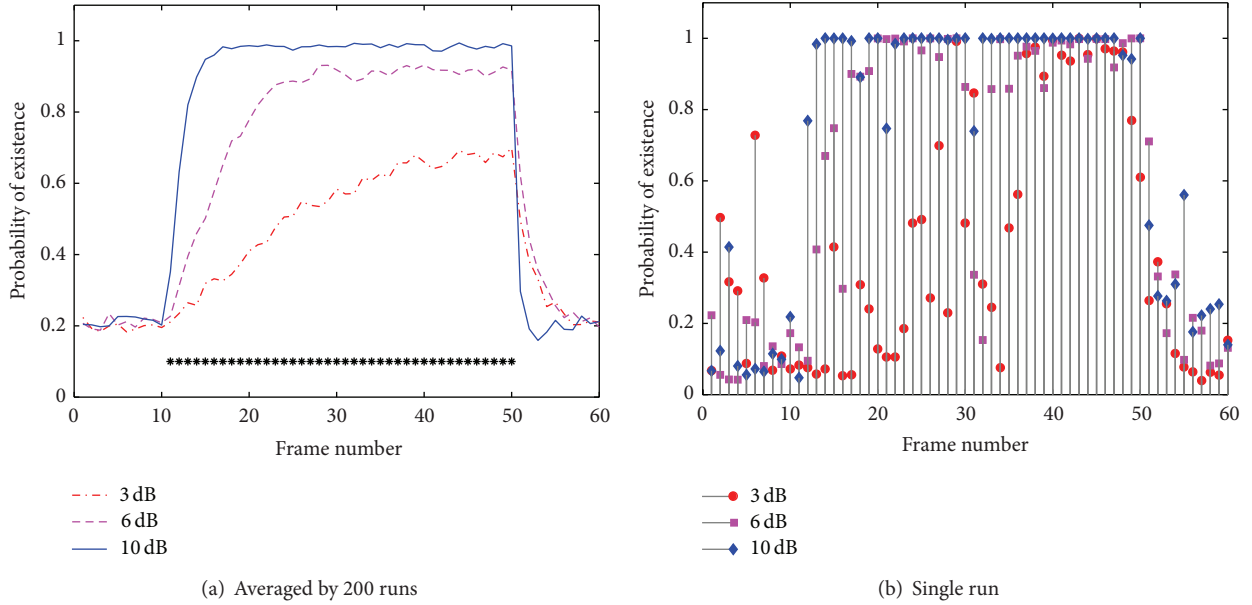 1
0.8
0.6
0.4
0.2
0
Probability of existence
0 10 20 30 40 50 60
Frame number
3 dB
6 dB
10 dB
(a) Averaged by 200 runs
1
0.8
0.6
0.4
0.2
0
Probability of existence
0 10 20 30 40 50 60
Frame number
3 dB
6 dB
10 dB
(b) Single run